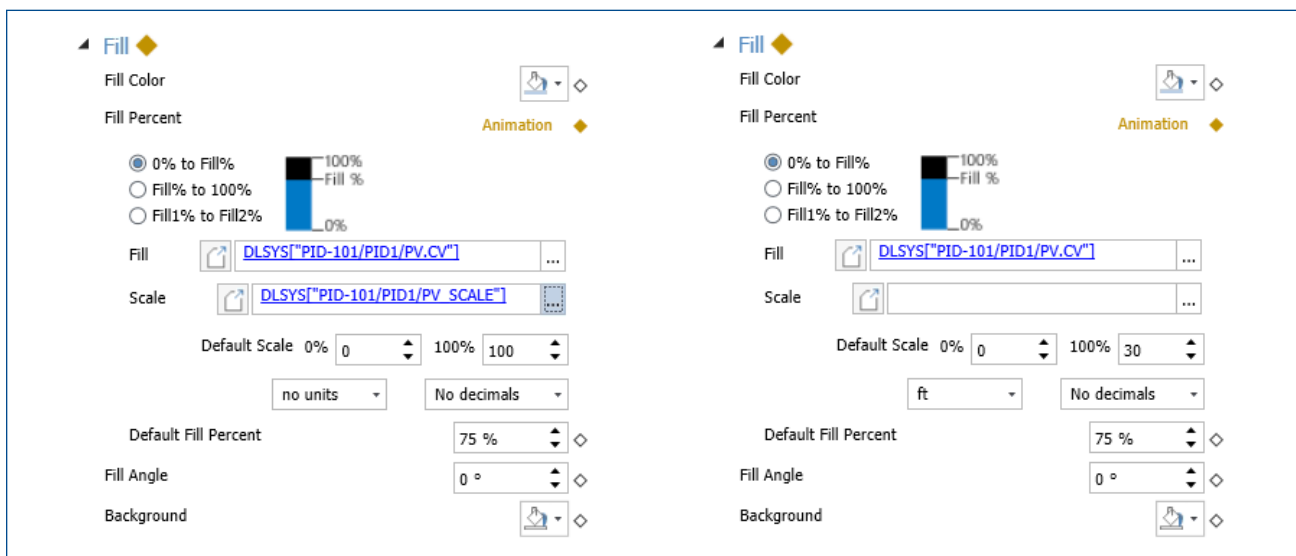 Fill
Fill Color
Fill Percent
Animation
0% to Fill%
Fill% to 100%
Fill1% to Fill2%
100%
Fill %
0%
Fill
DLSYS["PID-101/PID1/PV.CV"]
...
Scale
DLSYS["PID-101/PID1/PV_SCALE"]
...
Default Scale 0% 0 100% 100
no units No decimals
Default Fill Percent 75 %
Fill Angle 0 °
Background
Fill
Fill Color
Fill Percent
Animation
0% to Fill%
Fill% to 100%
Fill1% to Fill2%
100%
Fill %
0%
Fill
DLSYS["PID-101/PID1/PV.CV"]
...
Scale
...
Default Scale 0% 0 100% 30
ft No decimals
Default Fill Percent 75 %
Fill Angle 0 °
Background